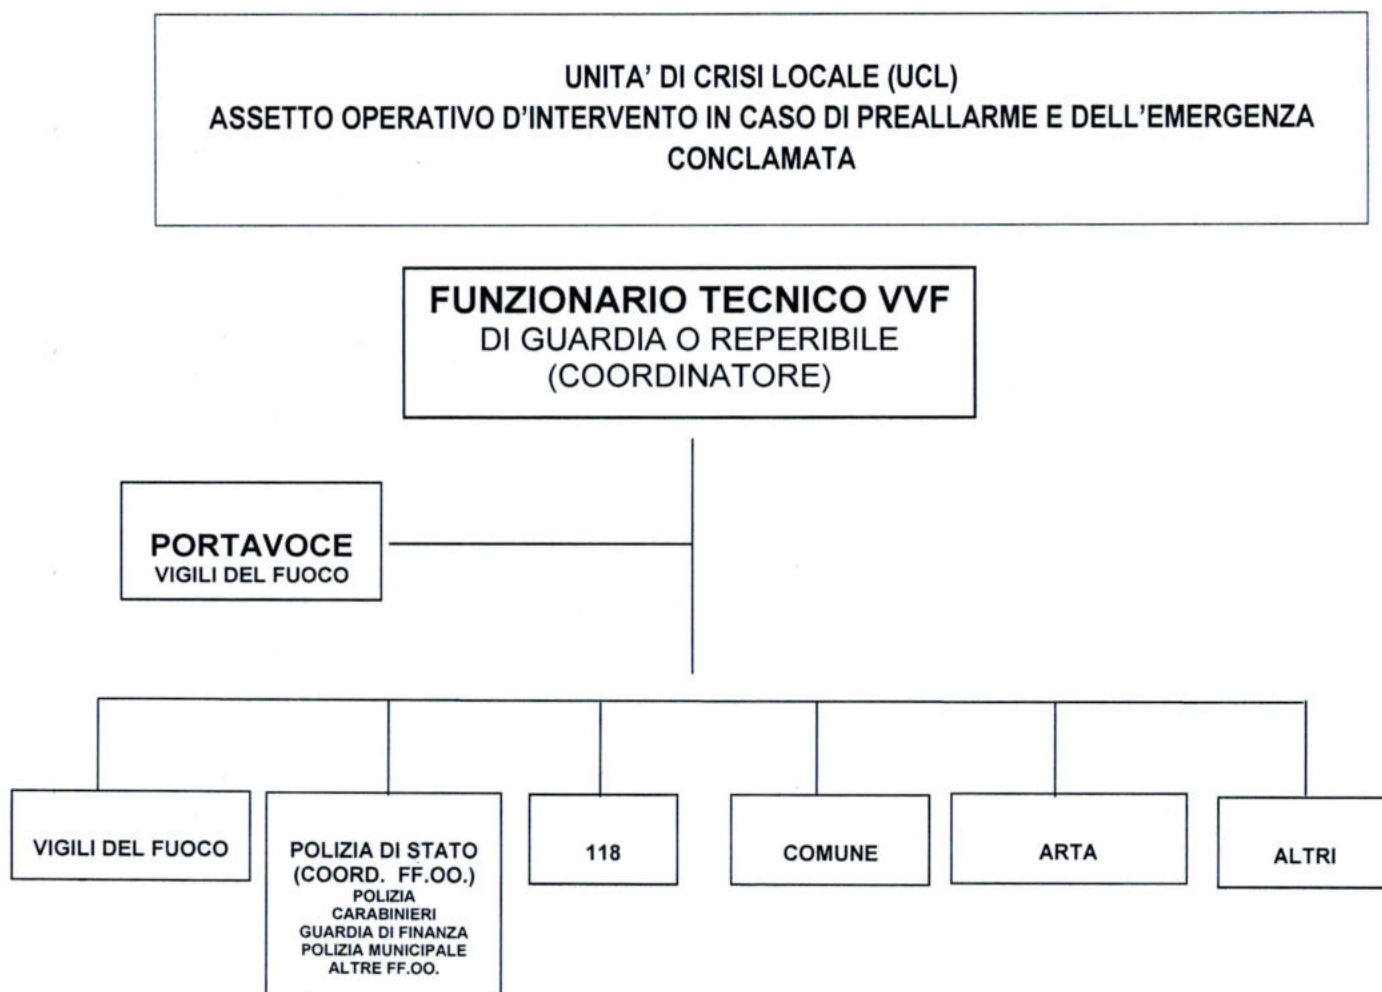 UNITA' DI CRISI LOCALE (UCL)
ASSETTO OPERATIVO D'INTERVENTO IN CASO DI PREALLARME E DELL'EMERGENZA
CONCLAMATA
FUNZIONARIO TECNICO VVF
DI GUARDIA O REPERIBILE
(COORDINATORE)
PORTAVOCE
VIGILI DEL FUOCO
VIGILI DEL FUOCO
POLIZIA DI STATO
(COORD. FF.OO.)
POLIZIA
CARABINIERI
GUARDIA DI FINANZA
POLIZIA MUNICIPALE
ALTRE FF.OO.
118
COMUNE
ARTA
ALTRI